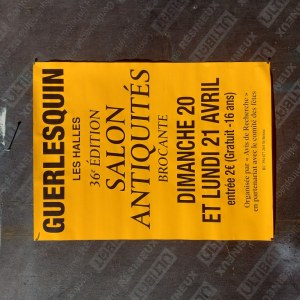 GUERLESQUIN
LES HALLES
36e ÉDITION
SALON
ANTIQUITÉS
BROCANTE
DIMANCHE 20
ET LUNDI 21 AVRIL
entrée 2€ (Gratuit -16 ans)
Organisée par « Avis de Recherche »
en partenariat avec le comité des fêtes